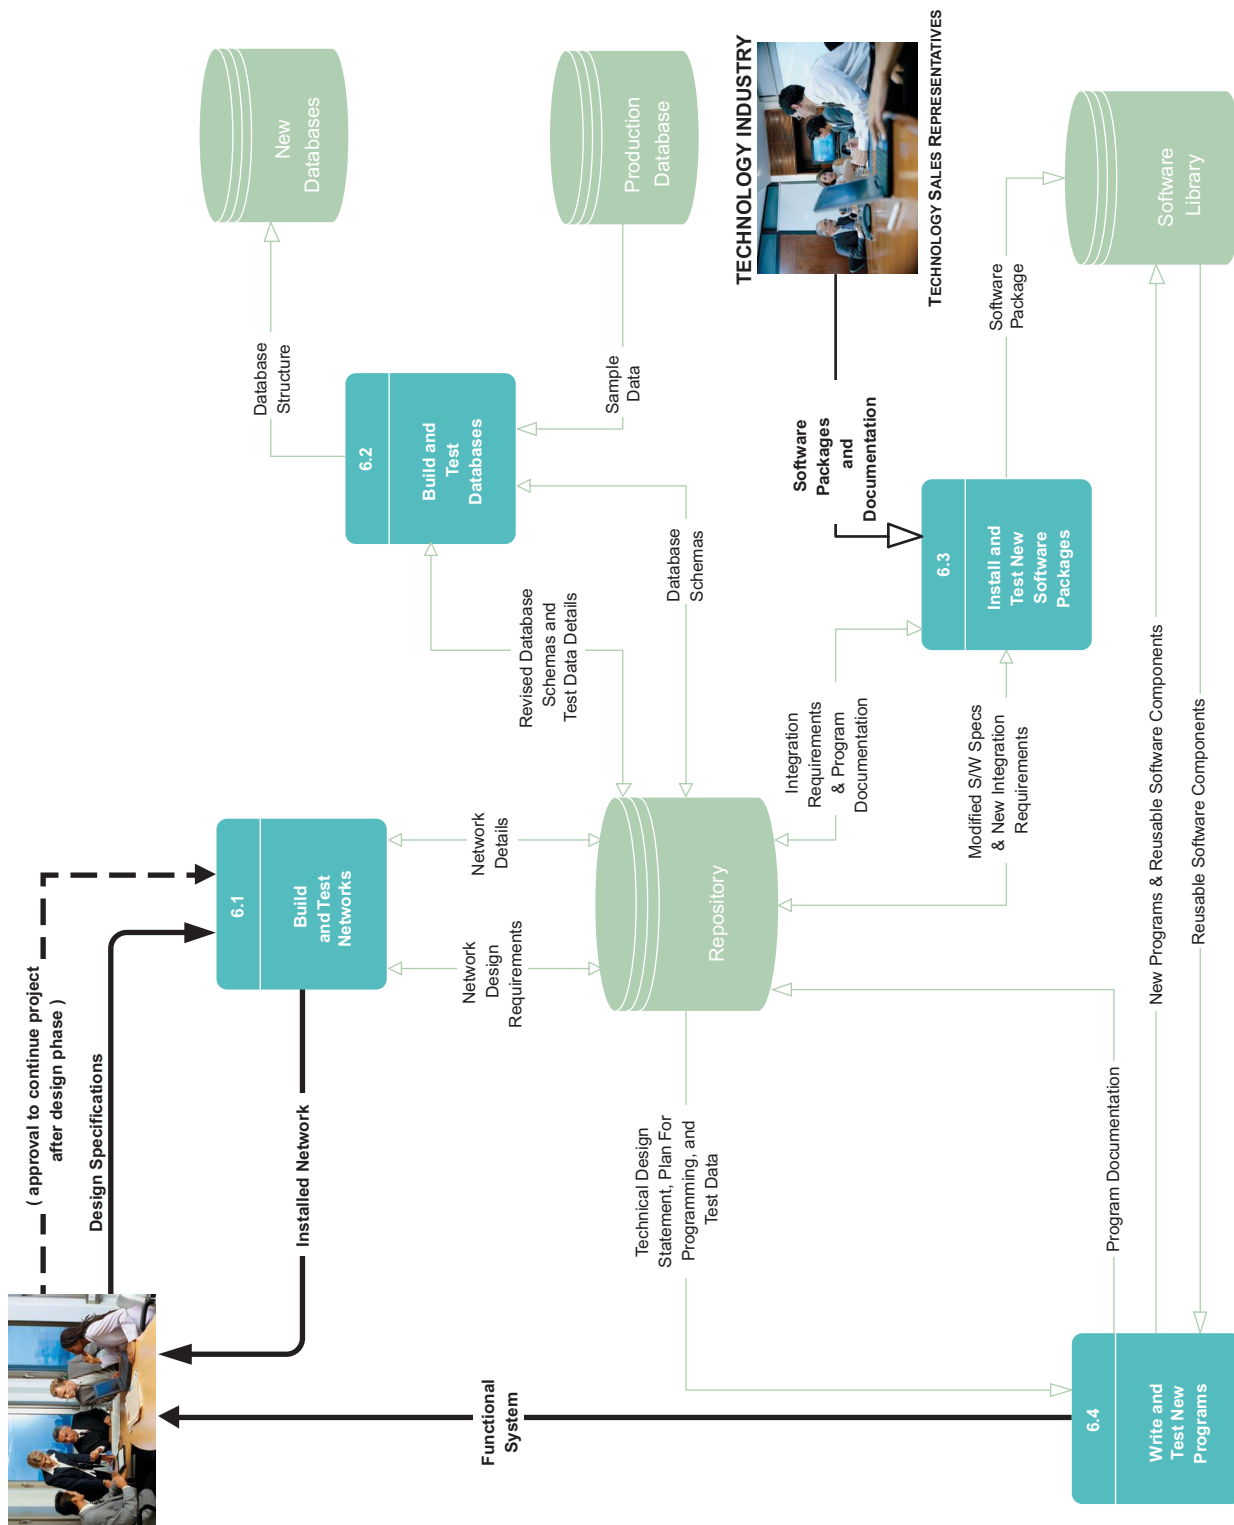 ( approval to continue project
after design phase )
Design Specifications
Installed Network
Functional
System
6.1
Build
and Test
Networks
Network
Design
Requirements
Network
Details
Repository
6.2
Build and
Test
Databases
Database
Structure
New
Databases
Sample
Data
Production
Database
Revised Database
Schemas and
Test Data Details
Database
Schemas
TECHNOLOGY INDUSTRY
TECHNOLOGY SALES REPRESENTATIVES
Software
Packages
and
Documentation
6.3
Install and
Test New
Software
Packages
Integration
Requirements
& Program
Documentation
Modified S/W Specs
& New Integration
Requirements
Software
Package
Software
Library
Technical Design
Statement, Plan For
Programming, and
Test Data
6.4
Write and
Test New
Programs
Program Documentation
New Programs & Reusable Software Components
Reusable Software Components